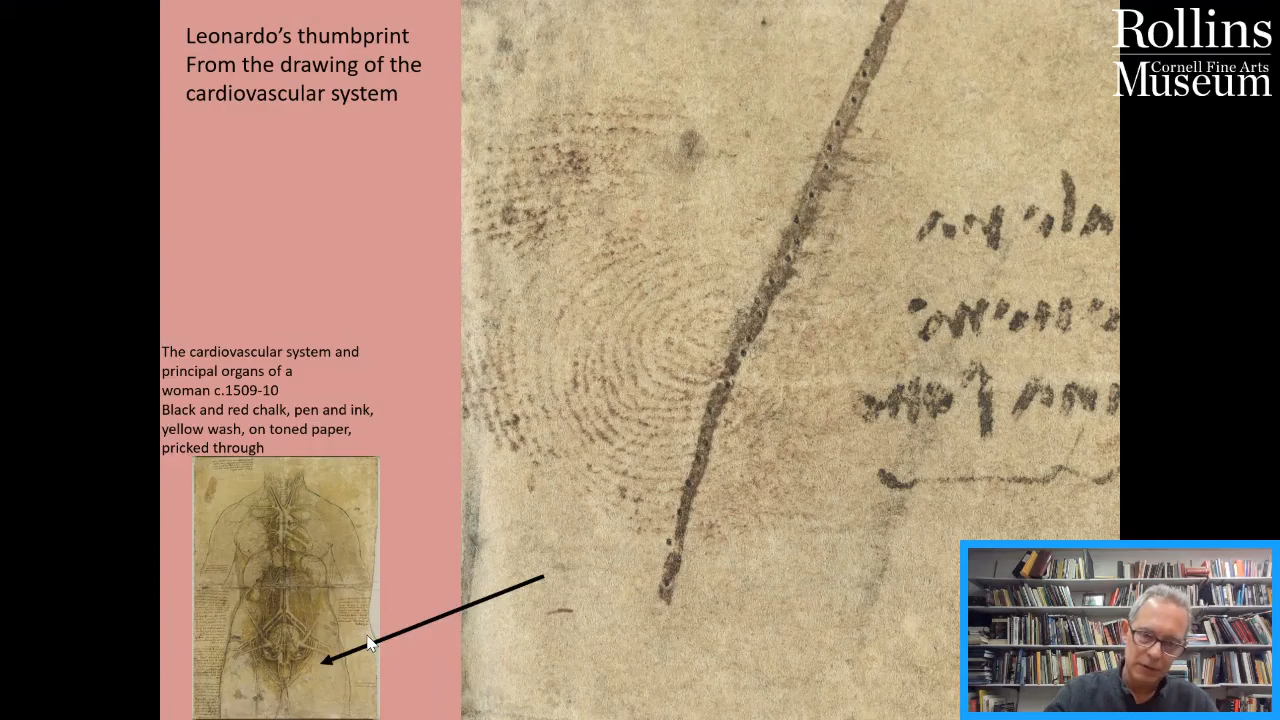 Leonardo's thumbprint
From the drawing of the
cardiovascular system
The cardiovascular system and
principal organs of a
woman c.1509-10
Black and red chalk, pen and ink,
yellow wash, on toned paper,
pricked through
Rollins
Cornell Fine Arts
Museum